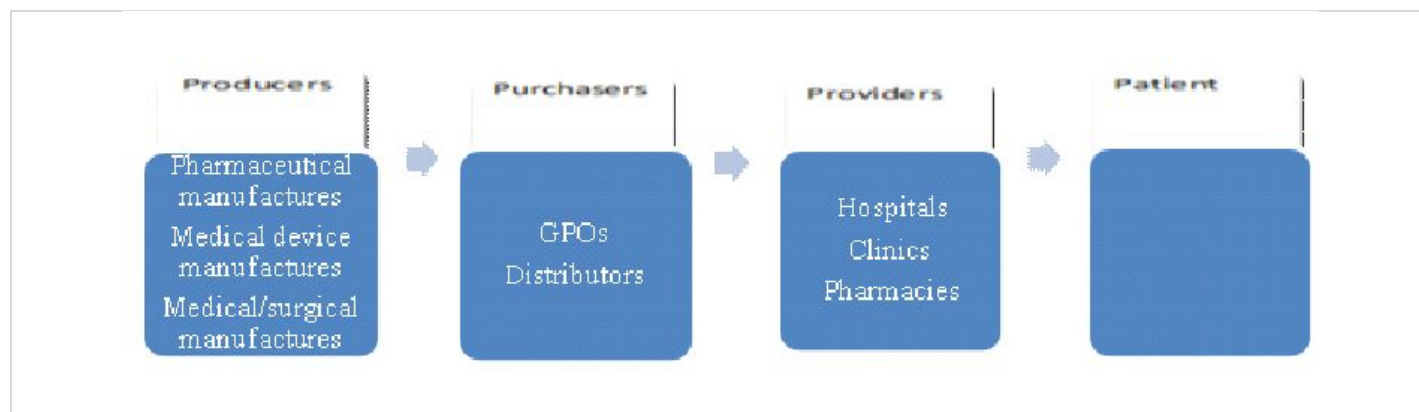 Producers
Purchasers
Providers
Patient
Pharmaceutical
manufactures
Medical device
manufactures
Medical/surgical
manufactures
GPOs
Distributors
Hospitals
Clinics
Pharmacies